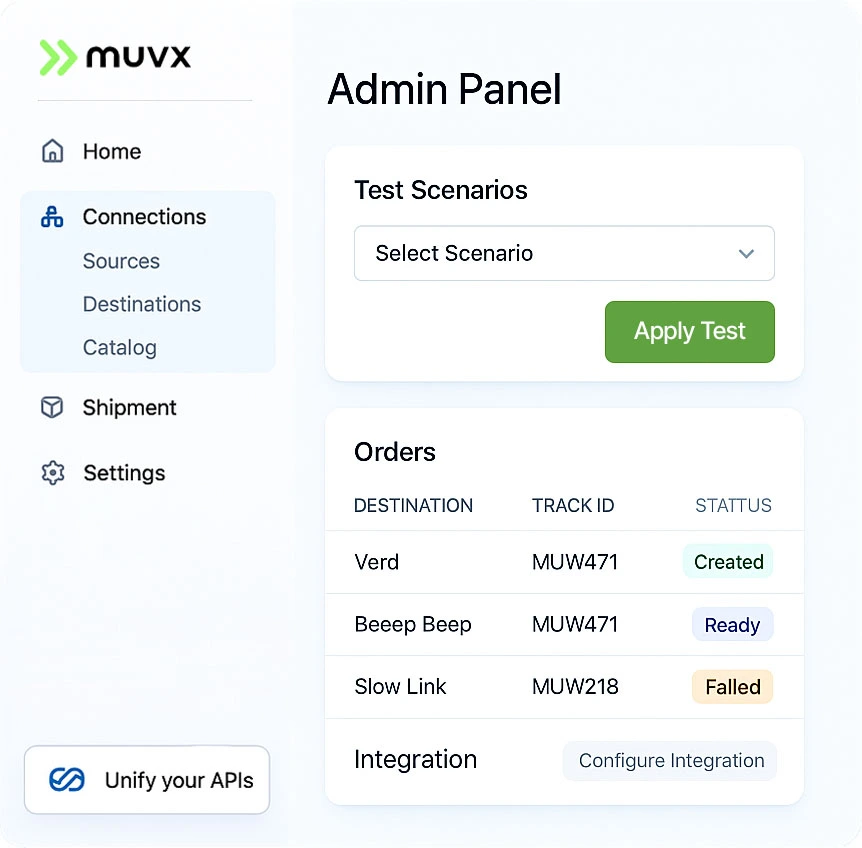 muvx
Home
Connections
Sources
Destinations
Catalog
Shipment
Settings
Unify your APIs
Admin Panel
Test Scenarios
Select Scenario
Apply Test
Orders
DESTINATION TRACK ID STATTUS
Verd MUW471 Created
Beeep Beep MUW471 Ready
Slow Link MUW218 Falled
Integration Configure Integration